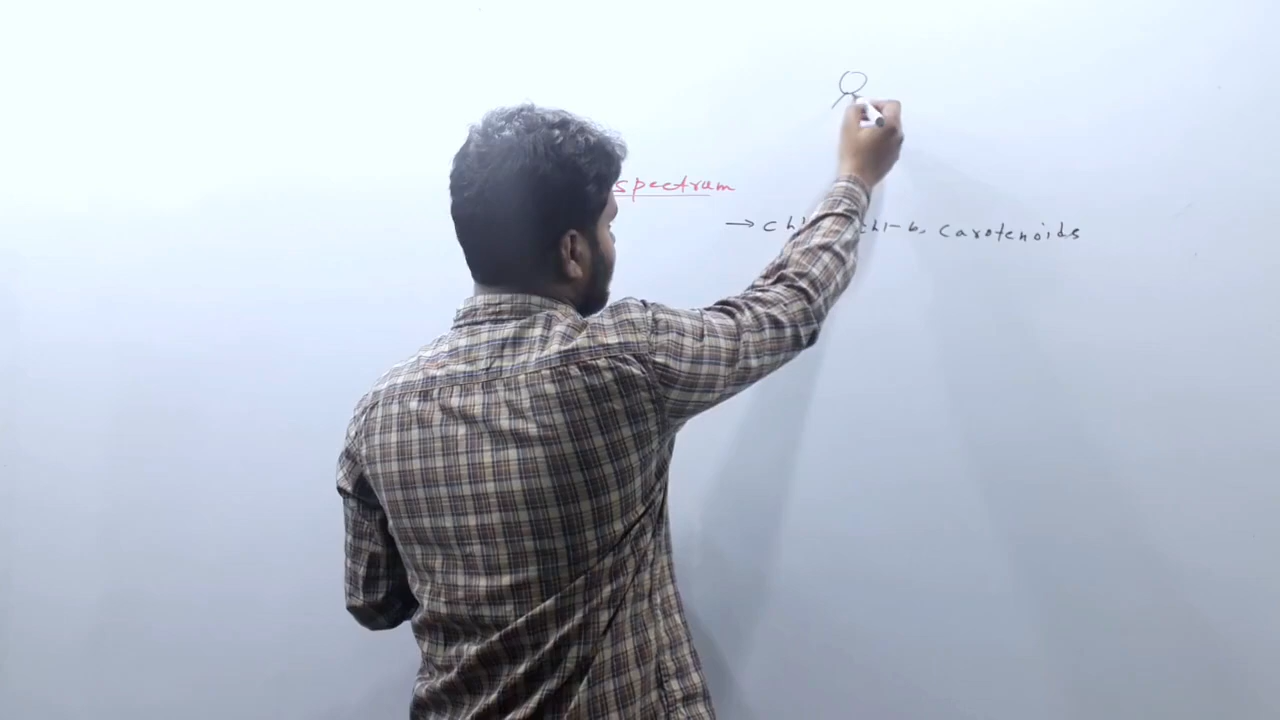 spectrum
→ chl-b, carotenoids